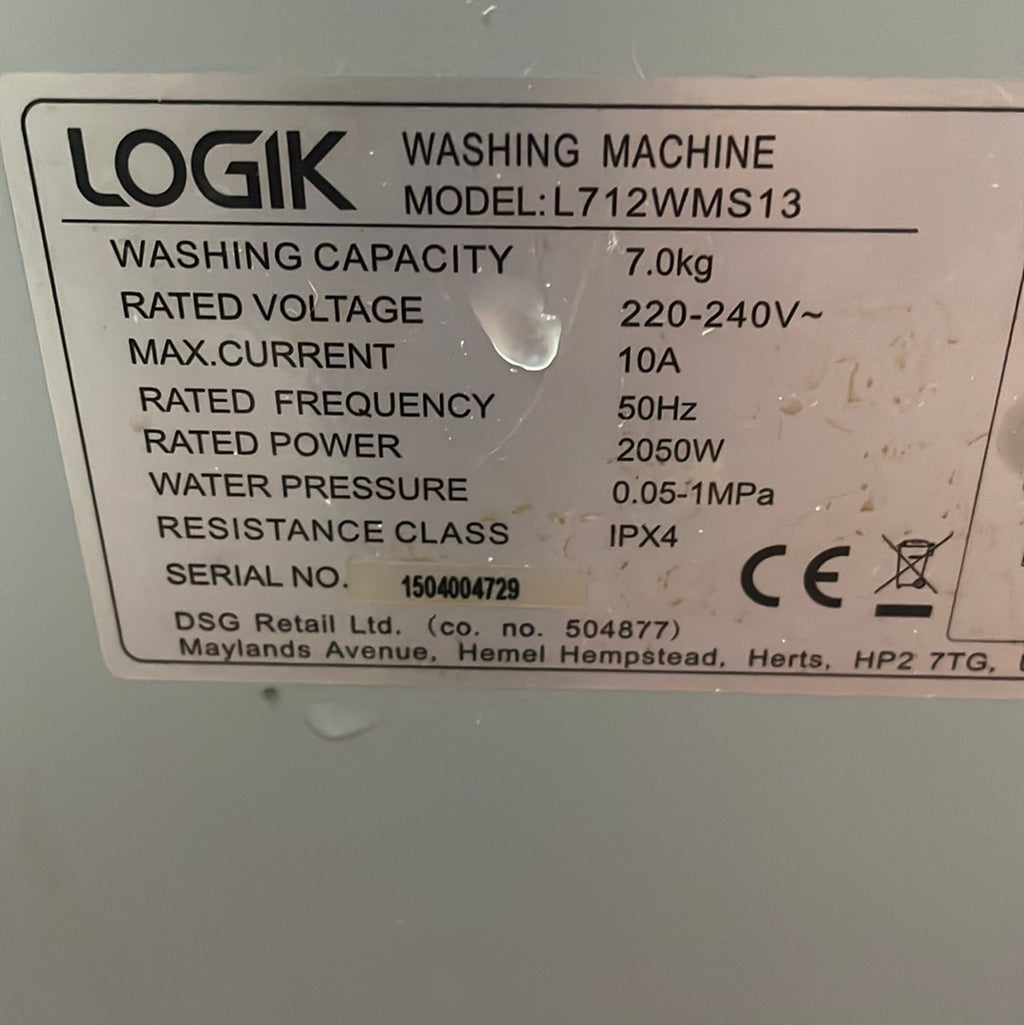 LOGIK WASHING MACHINE
MODEL:L712WMS13
WASHING CAPACITY 7.0kg
RATED VOLTAGE 220-240V~
MAX.CURRENT 10A
RATED FREQUENCY 50Hz
RATED POWER 2050W
WATER PRESSURE 0.05-1MPa
RESISTANCE CLASS IPX4
SERIAL NO. 1504004729
CE
DSG Retail Ltd. (co. no. 504877)
Maylands Avenue, Hemel Hempstead, Herts, HP2 7TG,